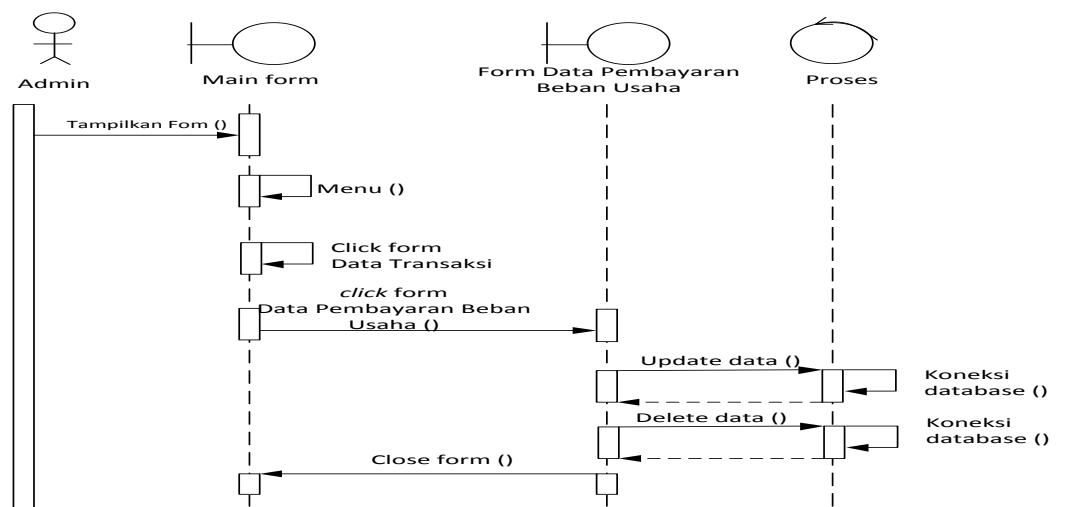 Admin
Main form
Form Data Pembayaran
Beban Usaha
Proses
Tampilkan Fom ()
Menu ()
Click form
Data Transaksi
click form
Data Pembayaran Beban
Usaha ()
Update data ()
Koneksi
database ()
Delete data ()
Koneksi
database ()
Close form ()